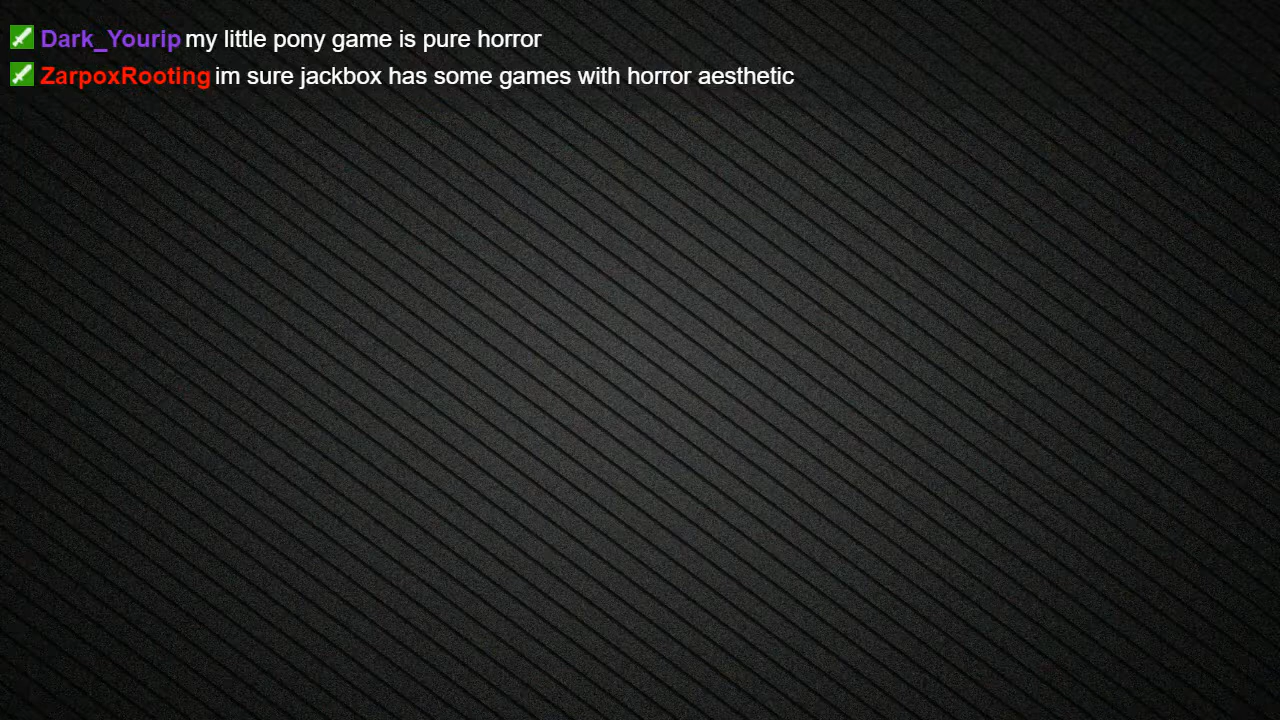 Dark_Yourip my little pony game is pure horror
ZarpoxRooting im sure jackbox has some games with horror aesthetic